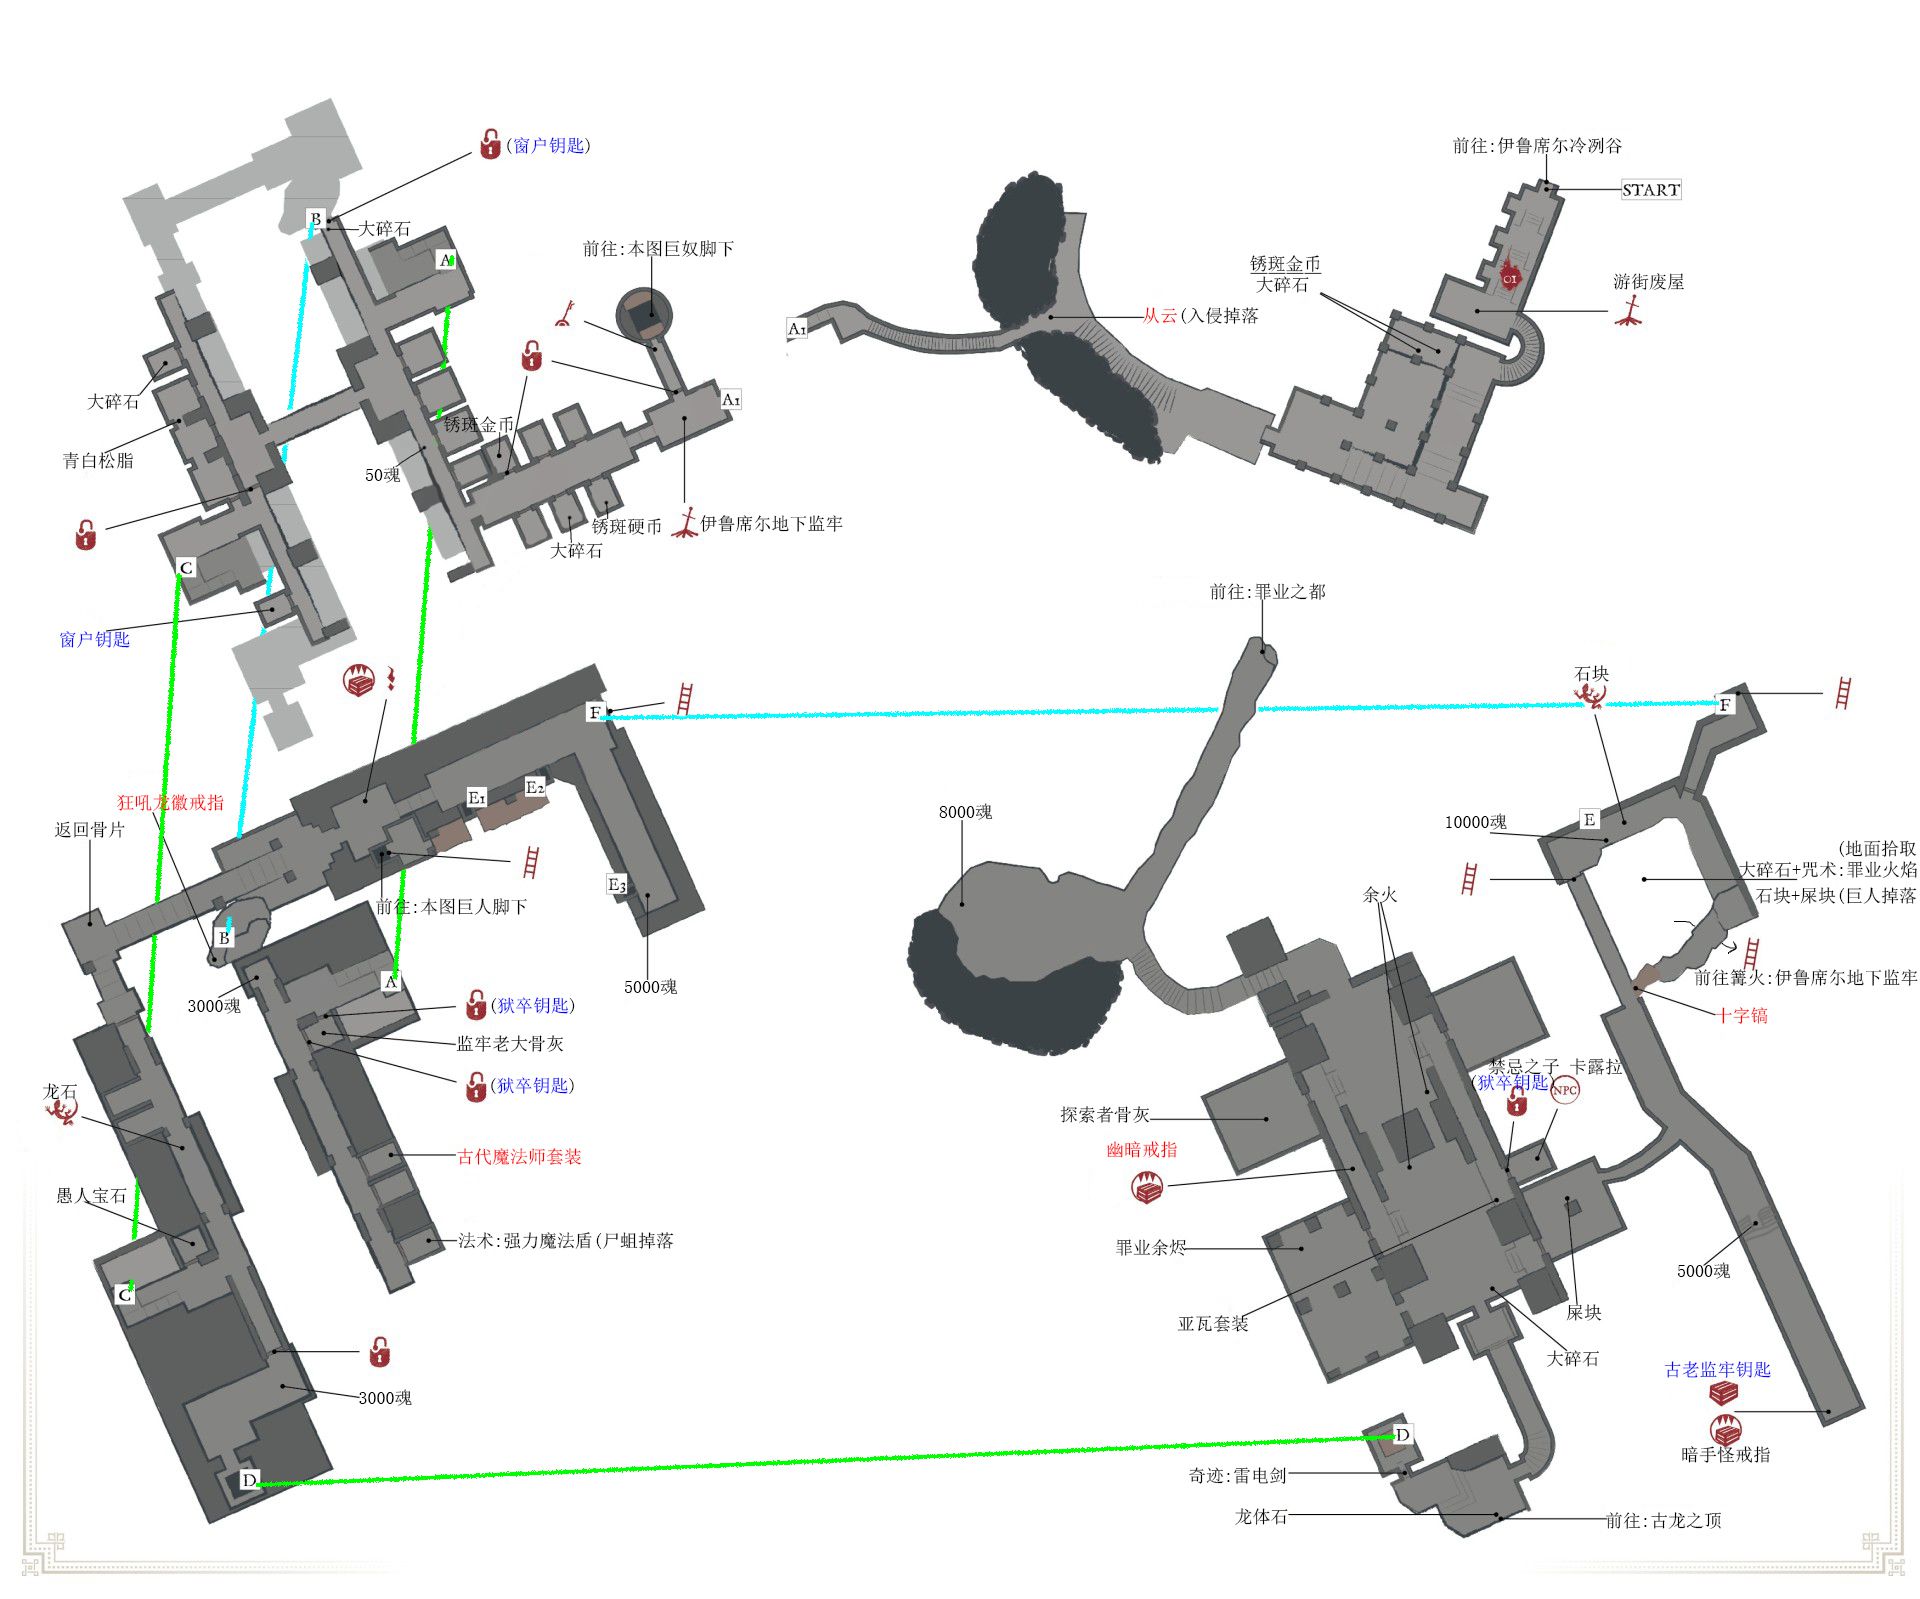 (窗户钥匙)
B
大碎石
A
前往:本图巨奴脚下
大碎石
锈斑金币
A1
青白松脂
50魂
锈斑硬币
伊鲁席尔地下监牢
大碎石
C
窗户钥匙
前往:伊鲁席尔冷冽谷
START
锈斑金币
大碎石
01
游街废屋
从云(入侵掉落
A1
F
狂吼龙徽戒指
返回骨片
E1
E2
E3
前往:本图巨人脚下
B
A
3000魂
5000魂
(狱卒钥匙)
监牢老大骨灰
(狱卒钥匙)
龙石
古代魔法师套装
愚人宝石
法术:强力魔法盾(尸蛆掉落
C
3000魂
D
前往:罪业之都
石块
F
8000魂
10000魂
E
(地面拾取
大碎石+咒术:罪业火焰
石块+屎块(巨人掉落
余火
前往篝火:伊鲁席尔地下监牢
十字镐
禁忌之子 卡露拉
(狱卒钥匙)
NPC
探索者骨灰
幽暗戒指
罪业余烬
5000魂
亚瓦套装
屎块
大碎石
古老监牢钥匙
暗手怪戒指
D
奇迹:雷电剑
龙体石
前往:古龙之顶